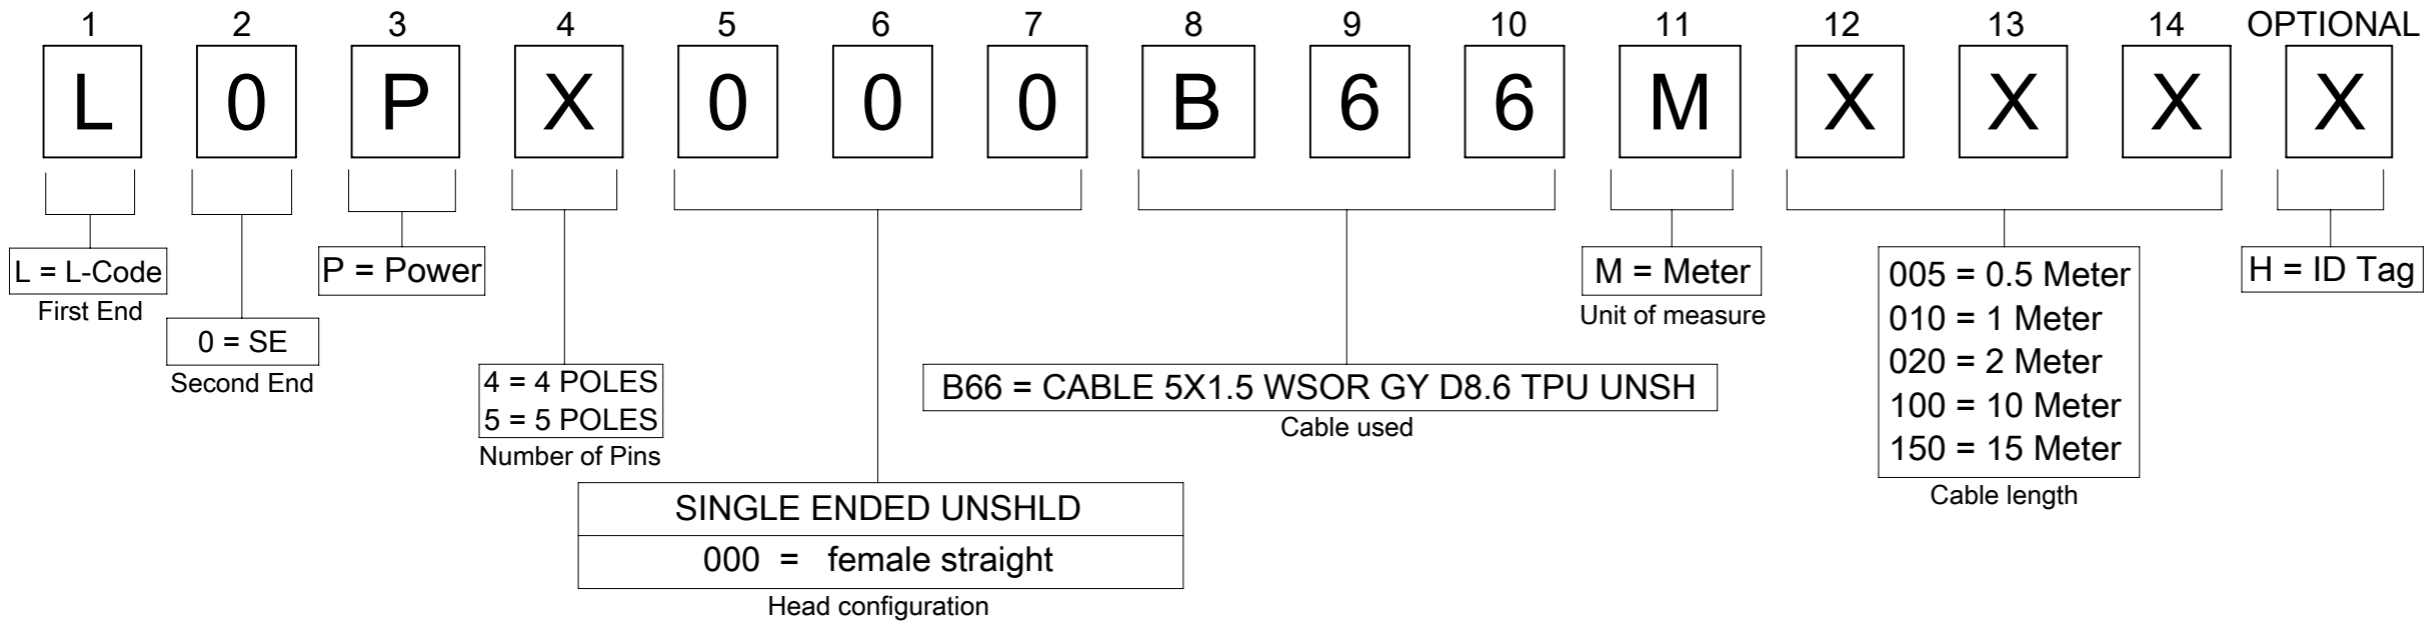 1 2 3 4 5 6 7 8 9 10 11 12 13 14 OPTIONAL
L 0 P X 0 0 0 B 6 6 M X X X X
L = L-Code
First End
0 = SE
Second End
P = Power
4 = 4 POLES
5 = 5 POLES
Number of Pins
SINGLE ENDED UNSHLD
000 = female straight
Head configuration
B66 = CABLE 5X1.5 WSOR GY D8.6 TPU UNSH
Cable used
M = Meter
Unit of measure
005 = 0.5 Meter
010 = 1 Meter
020 = 2 Meter
100 = 10 Meter
150 = 15 Meter
Cable length
H = ID Tag